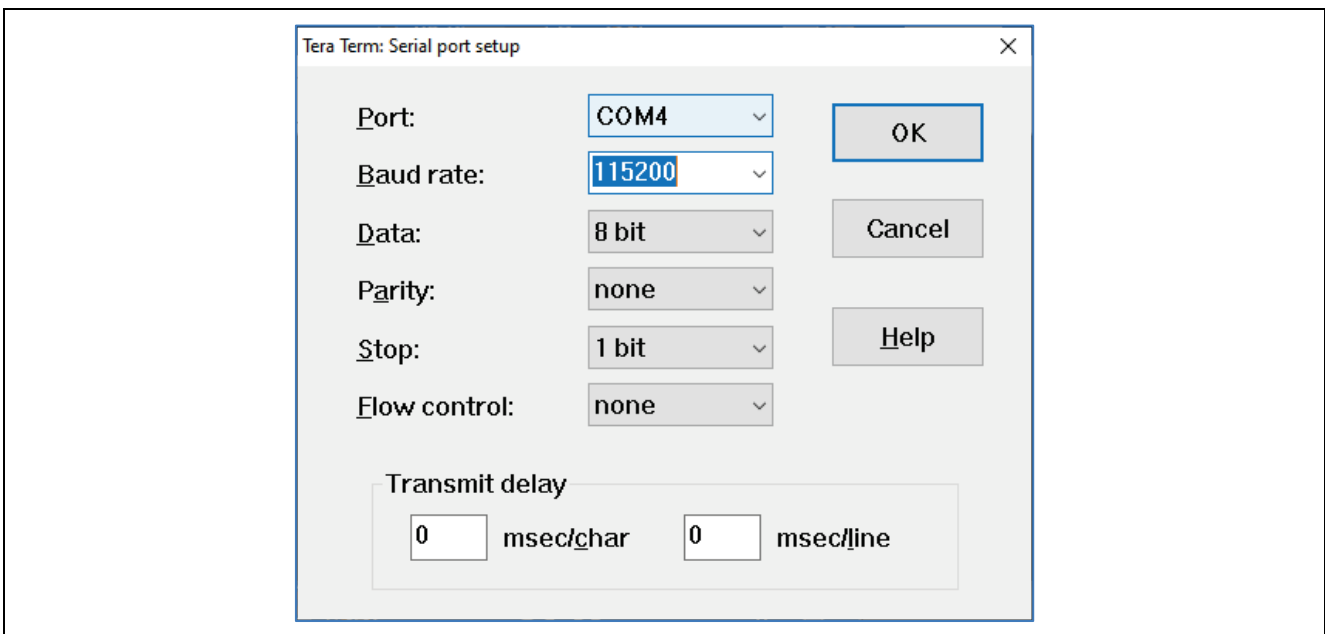 Tera Term: Serial port setup
Port: COM4 OK
Baud rate: 115200
Data: 8 bit Cancel
Parity: none
Stop: 1 bit Help
Flow control: none
Transmit delay
0 msec/char 0 msec/line